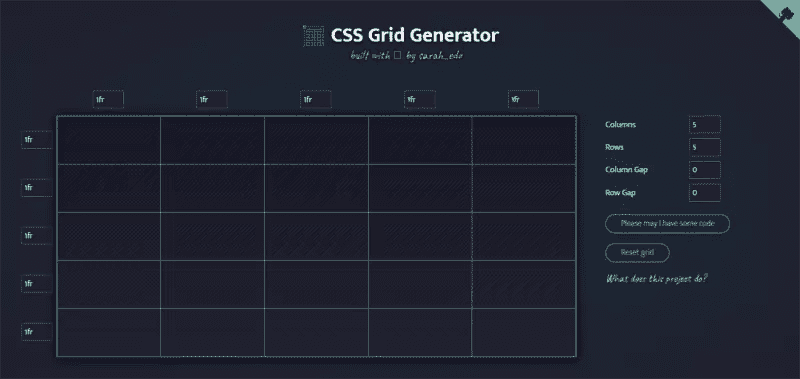 CSS Grid Generator
built with by sarah_edo
1fr 1fr 1fr 1fr 1fr
1fr
1fr
1fr
1fr
1fr
Columns 5
Rows 5
Column Gap 0
Row Gap 0
Please may I have some code
Reset grid
What does this project do?